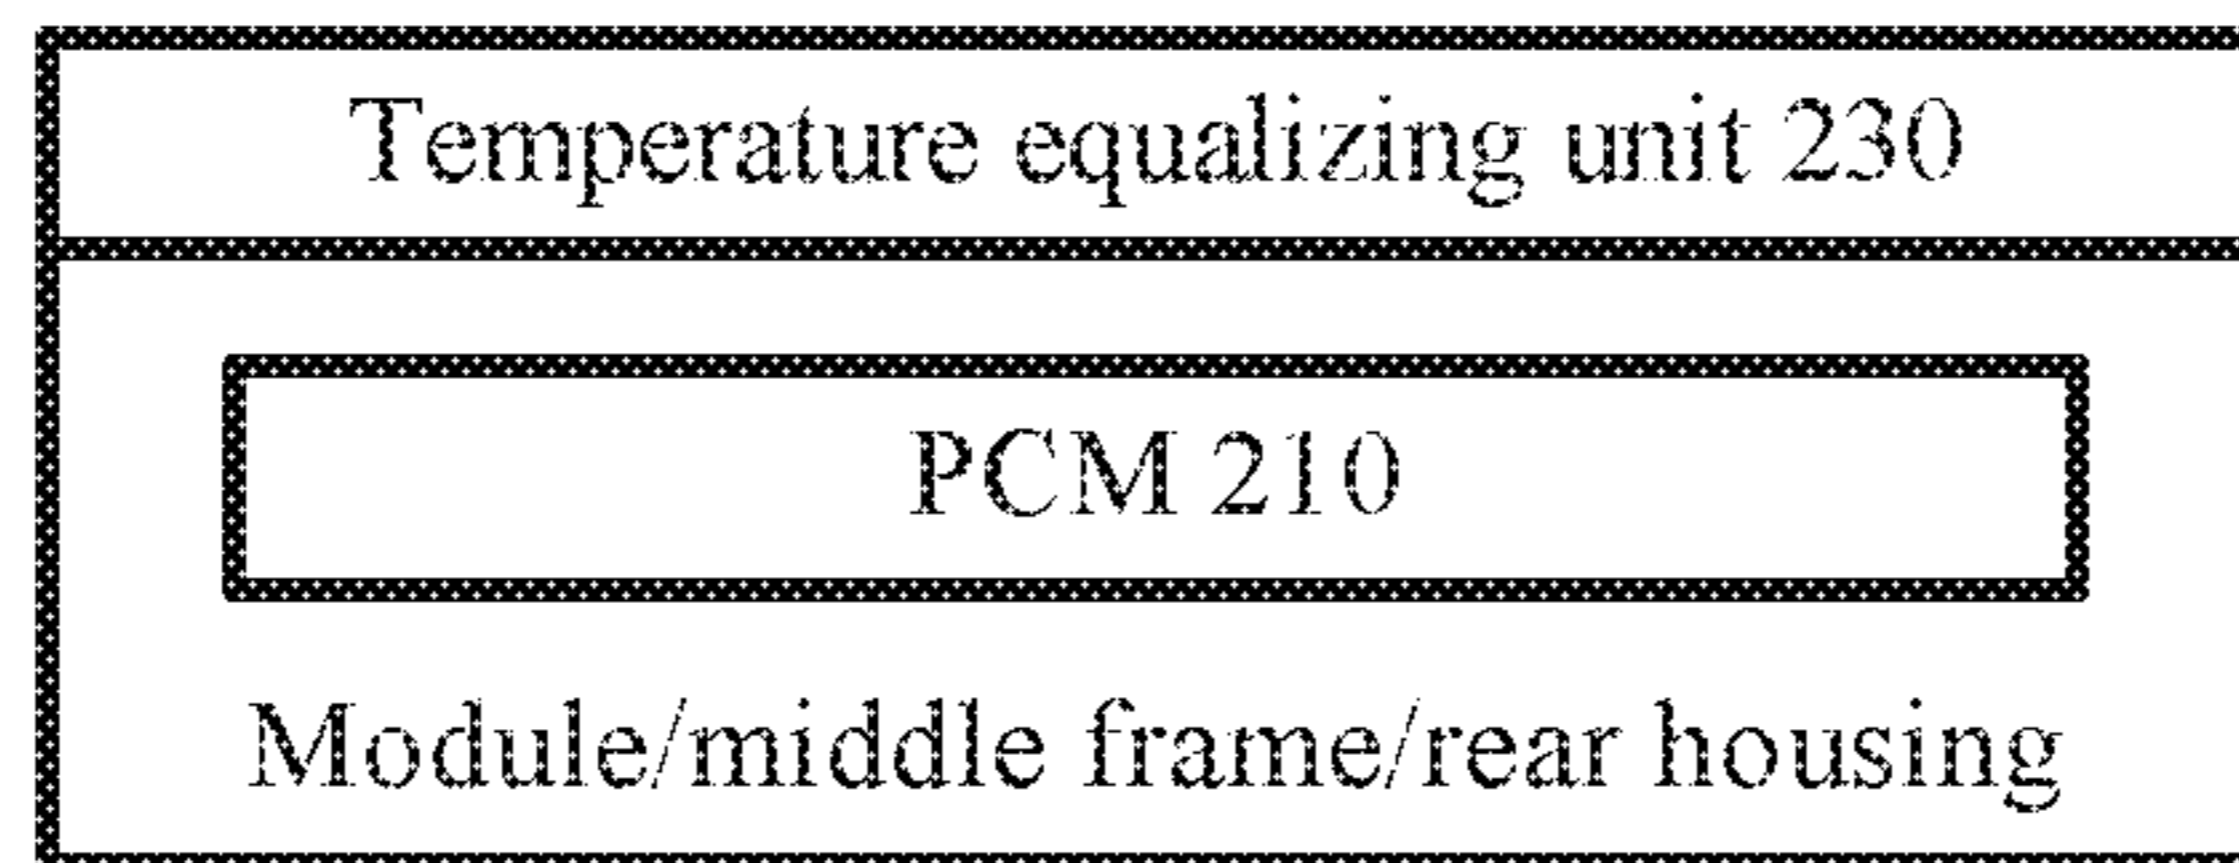 Temperature equalizing unit 230
PCM 210
Module/middle frame/rear housing